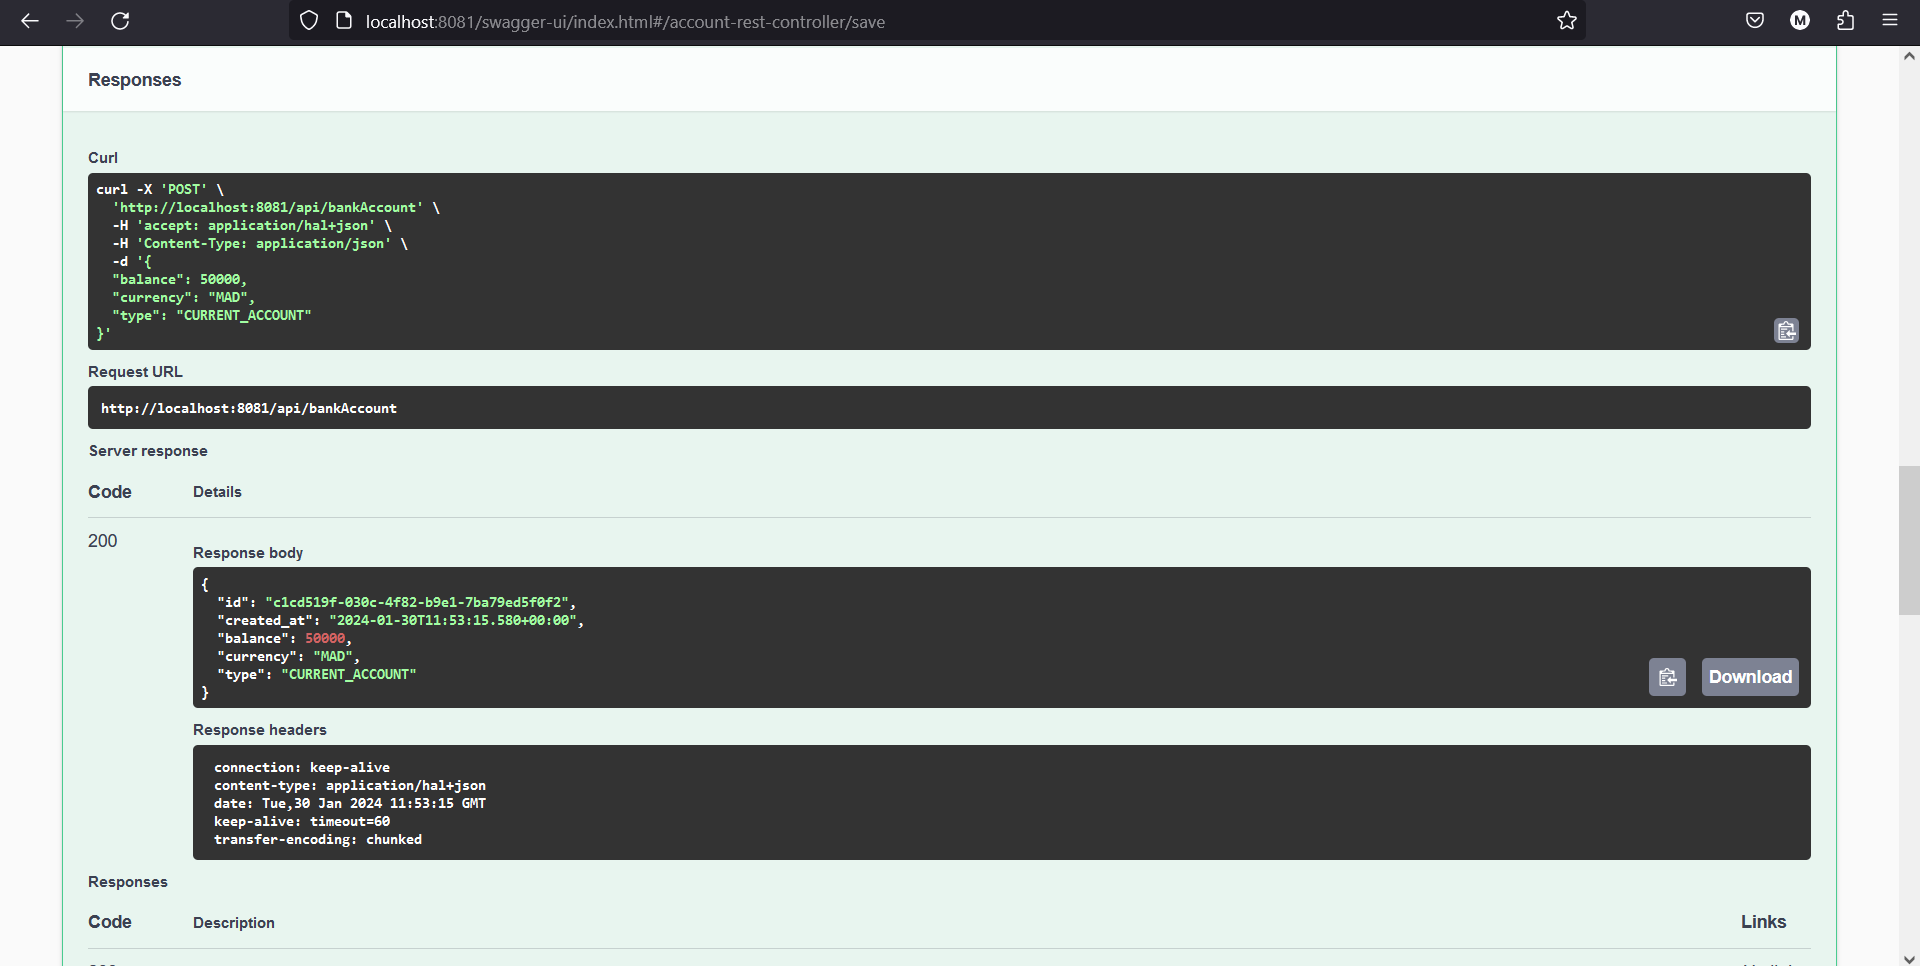 localhost:8081/swagger-ui/index.html#/account-rest-controller/save
M
Responses
Curl
curl -X 'POST' \
  'http://localhost:8081/api/bankAccount' \
  -H 'accept: application/hal+json' \
  -H 'Content-Type: application/json' \
  -d '{
  "balance": 50000,
  "currency": "MAD",
  "type": "CURRENT_ACCOUNT"
}'
Request URL
http://localhost:8081/api/bankAccount
Server response
Code Details
200
Response body
{
  "id": "c1cd519f-030c-4f82-b9e1-7ba79ed5f0f2",
  "created_at": "2024-01-30T11:53:15.580+00:00",
  "balance": 50000,
  "currency": "MAD",
  "type": "CURRENT_ACCOUNT"
}
Download
Response headers
connection: keep-alive
content-type: application/hal+json
date: Tue,30 Jan 2024 11:53:15 GMT
keep-alive: timeout=60
transfer-encoding: chunked
Responses
Code Description Links